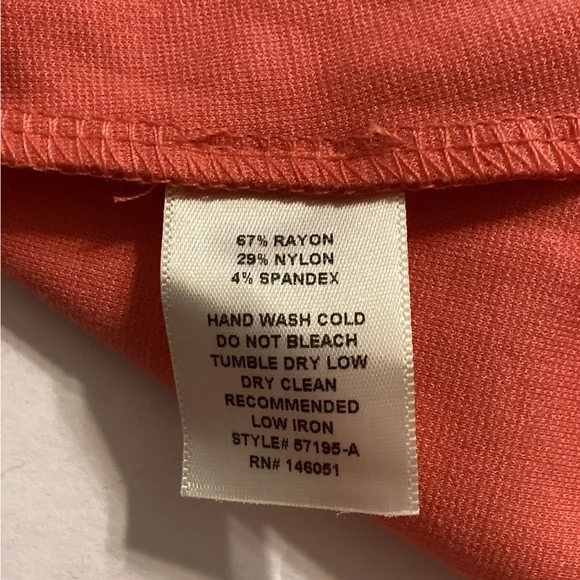 67% RAYON
29% NYLON
4% SPANDEX
HAND WASH COLD
DO NOT BLEACH
TUMBLE DRY LOW
DRY CLEAN
RECOMMENDED
LOW IRON
STYLE# 57195-A
RN# 146051